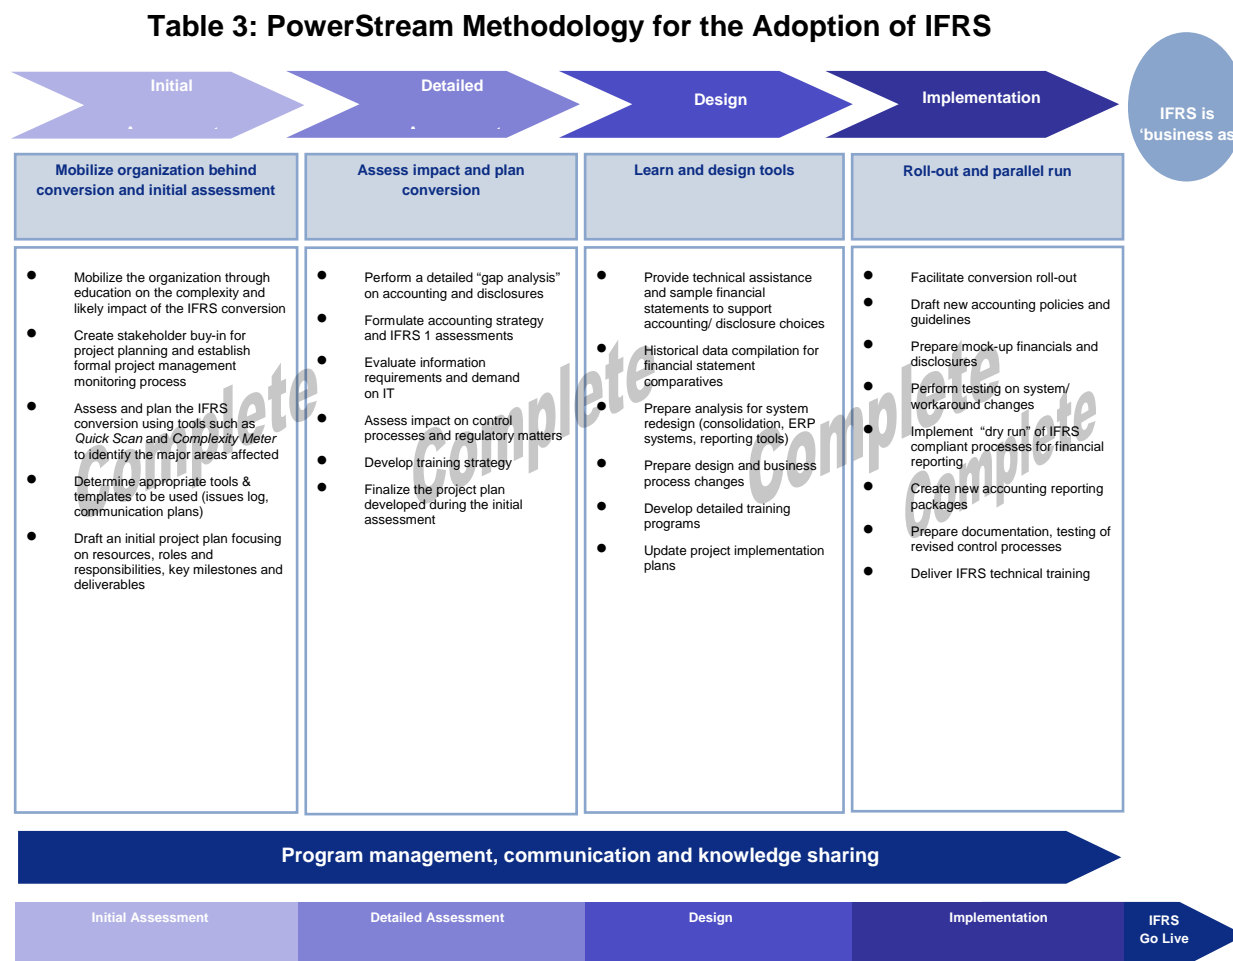 Table 3: PowerStream Methodology for the Adoption of IFRS
Initial
Detailed
Design
Implementation
IFRS is
‘business as
Mobilize organization behind
conversion and initial assessment
Assess impact and plan
conversion
Learn and design tools
Roll-out and parallel run
● Mobilize the organization through
education on the complexity and
likely impact of the IFRS conversion
● Create stakeholder buy-in for
project planning and establish
formal project management
monitoring process
● Assess and plan the IFRS
conversion using tools such as
Quick Scan and Complexity Meter
to identify the major areas affected
● Determine appropriate tools &
templates to be used (issues log,
communication plans)
● Draft an initial project plan focusing
on resources, roles and
responsibilities, key milestones and
deliverables
Complete
● Perform a detailed “gap analysis”
on accounting and disclosures
● Formulate accounting strategy
and IFRS 1 assessments
● Evaluate information
requirements and demand
on IT
● Assess impact on control
processes and regulatory matters
● Develop training strategy
● Finalize the project plan
developed during the initial
assessment
Complete
● Provide technical assistance
and sample financial
statements to support
accounting/ disclosure choices
● Historical data compilation for
financial statement
comparatives
● Prepare analysis for system
redesign (consolidation, ERP
systems, reporting tools)
● Prepare design and business
process changes
● Develop detailed training
programs
● Update project implementation
plans
Complete
● Facilitate conversion roll-out
● Draft new accounting policies and
guidelines
● Prepare mock-up financials and
disclosures
● Perform testing on system/
workaround changes
● Implement “dry run” of IFRS
compliant processes for financial
reporting
● Create new accounting reporting
packages
● Prepare documentation, testing of
revised control processes
● Deliver IFRS technical training
Complete
Program management, communication and knowledge sharing
Initial Assessment
Detailed Assessment
Design
Implementation
IFRS
Go Live